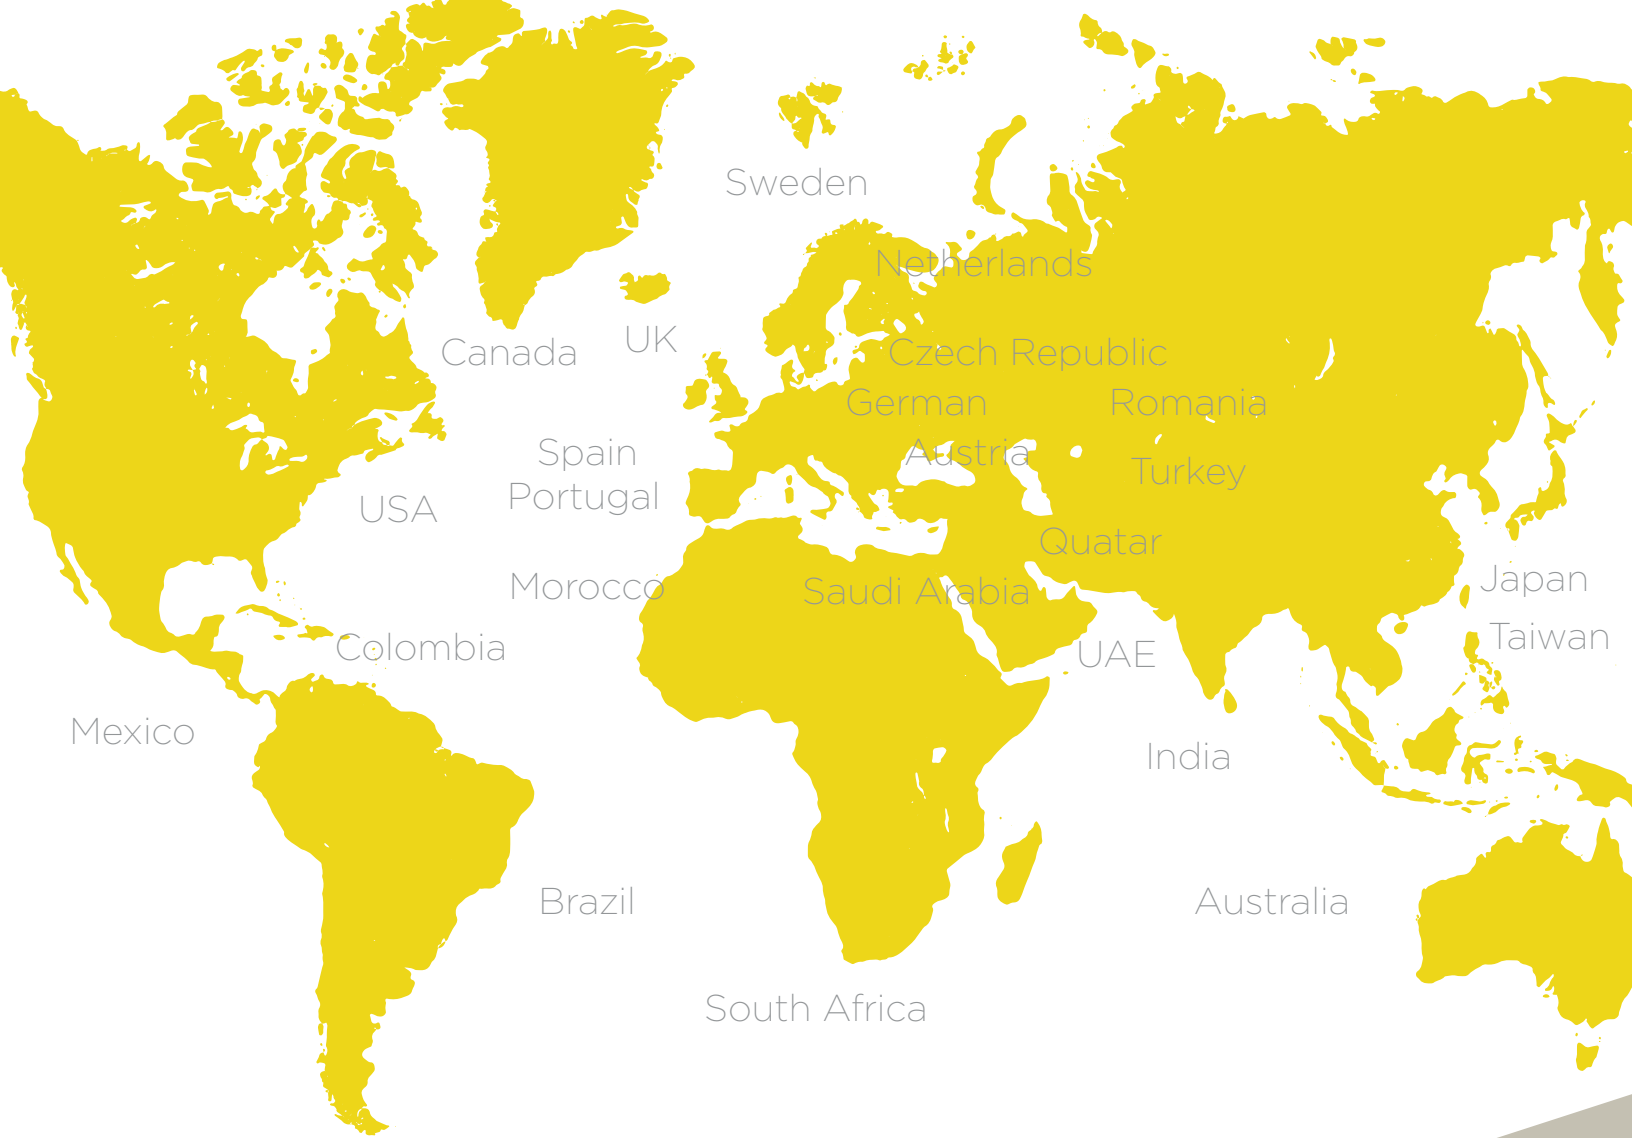 Sweden
Netherlands
UK
Canada
Czech Republic
German
Romania
Spain
Austria
Turkey
Portugal
USA
Quatar
Morocco
Saudi Arabia
Japan
Taiwan
Colombia
UAE
Mexico
India
Brazil
Australia
South Africa